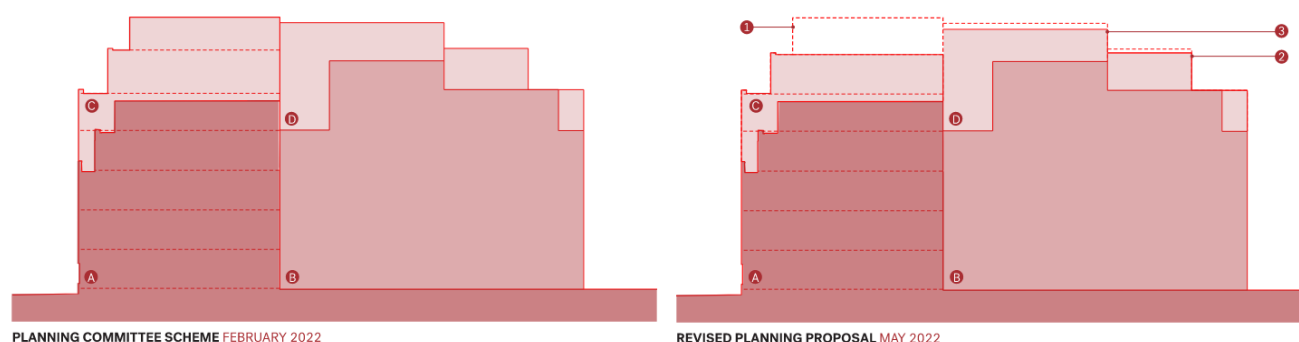 1
3
2
C
D
A
B
C
D
A
B
PLANNING COMMITTEE SCHEME FEBRUARY 2022
REVISED PLANNING PROPOSAL MAY 2022